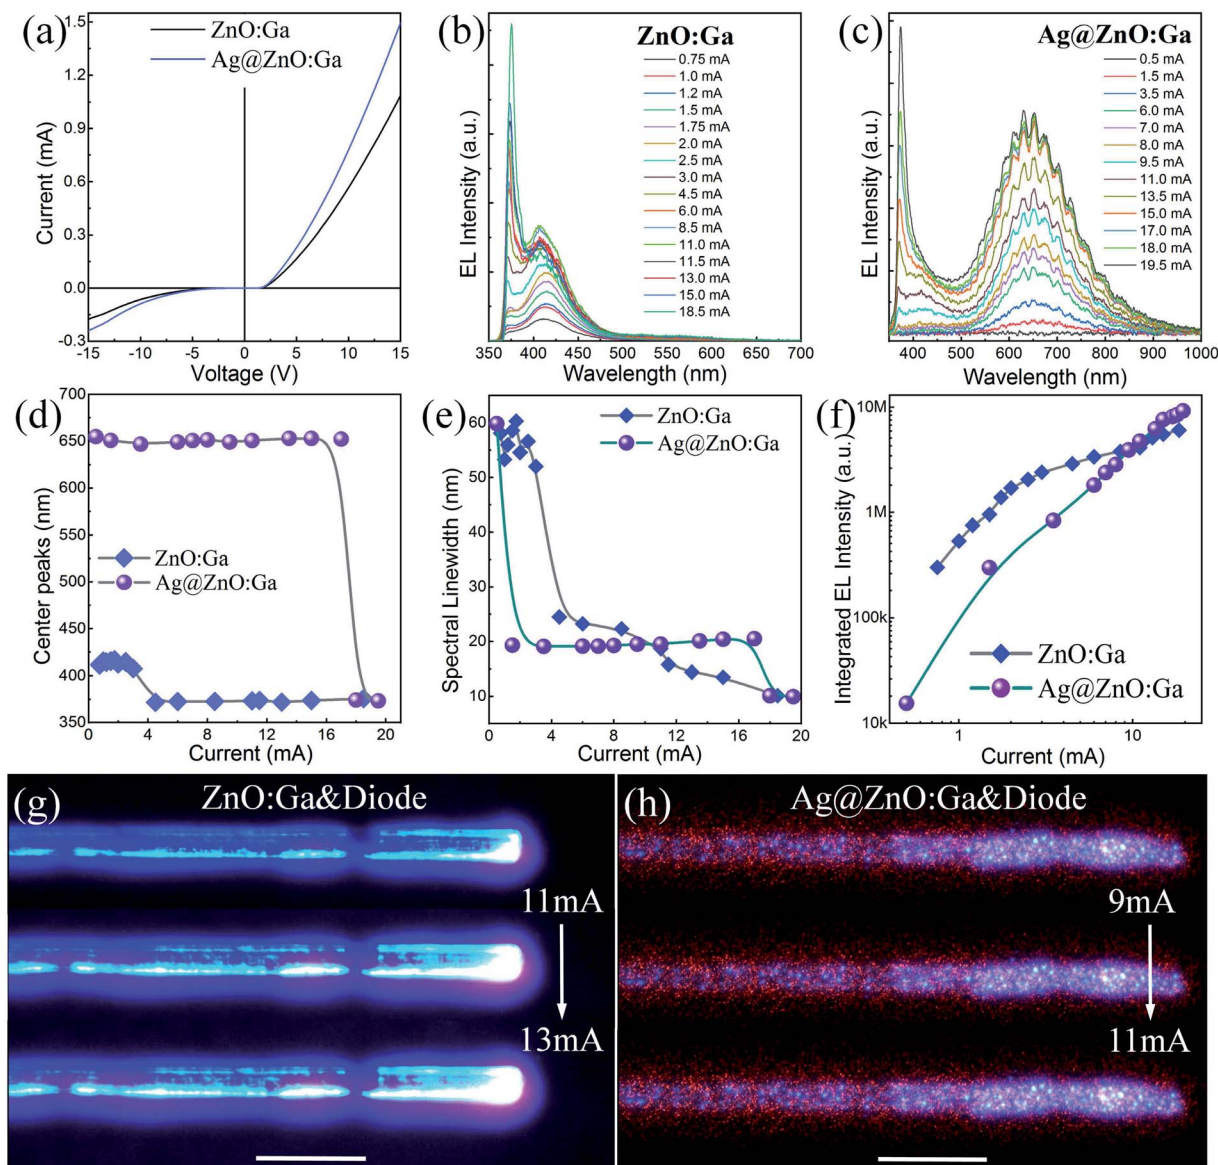 (a)
ZnO:Ga
Ag@ZnO:Ga
Current (mA)
1.5
1.2
0.9
0.6
0.3
0.0
-0.3
-15 -10 -5 0 5 10 15
Voltage (V)
(b)
ZnO:Ga
0.75 mA
1.0 mA
1.2 mA
1.5 mA
1.75 mA
2.0 mA
2.5 mA
3.0 mA
4.5 mA
6.0 mA
8.5 mA
11.0 mA
11.5 mA
13.0 mA
15.0 mA
18.5 mA
EL Intensity (a.u.)
350 400 450 500 550 600 650 700
Wavelength (nm)
(c)
Ag@ZnO:Ga
0.5 mA
1.5 mA
3.5 mA
6.0 mA
7.0 mA
8.0 mA
9.5 mA
11.0 mA
13.5 mA
15.0 mA
17.0 mA
18.0 mA
19.5 mA
EL Intensity (a.u.)
400 500 600 700 800 900 1000
Wavelength (nm)
(d)
Center peaks (nm)
700
675
650
625
600
575
550
425
400
375
350
ZnO:Ga
Ag@ZnO:Ga
0 4 8 12 16 20
Current (mA)
(e)
Spectral Linewidth (nm)
60
50
40
30
20
10
ZnO:Ga
Ag@ZnO:Ga
0 4 8 12 16 20
Current (mA)
(f)
Integrated EL Intensity (a.u.)
10M
1M
100k
10k
ZnO:Ga
Ag@ZnO:Ga
1 10
Current (mA)
(g)
ZnO:Ga&Diode
11mA
13mA
(h)
Ag@ZnO:Ga&Diode
9mA
11mA